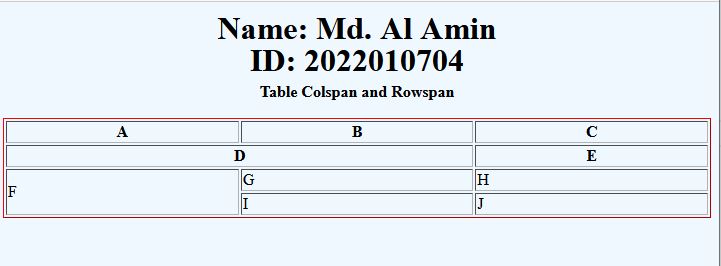 Name: Md. Al Amin
ID: 2022010704
Table Colspan and Rowspan
A B C
D E
F G H
I J